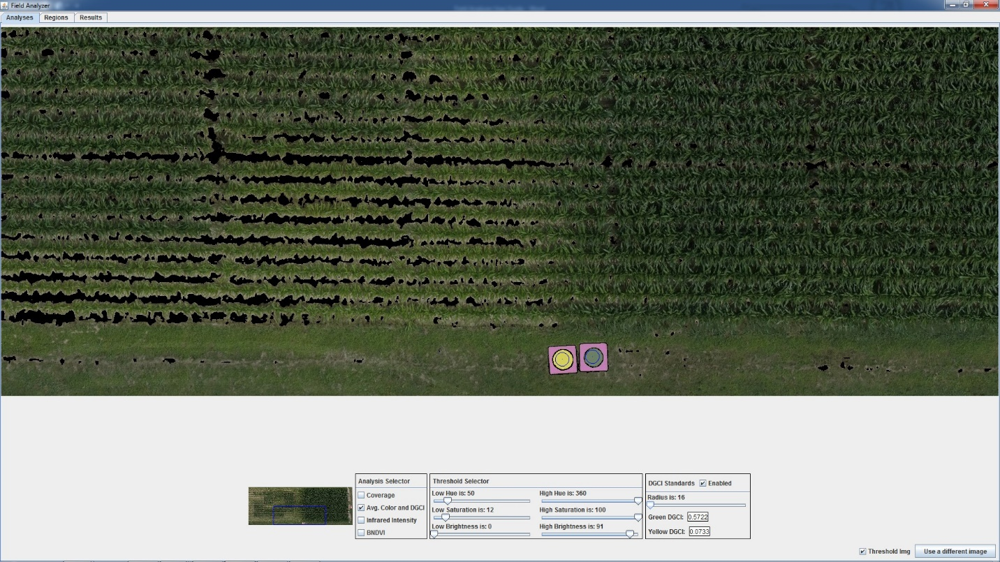 Field Analyzer
Analyses Regions Results
Analysis Selector
Coverage
Avg. Color and DGCI
Infrared Intensity
BNDVI
Threshold Selector
Low Hue is: 50 High Hue is: 360
Low Saturation is: 12 High Saturation is: 100
Low Brightness is: 0 High Brightness is: 91
DGCI Standards Enabled
Radius is: 16
Green DGCI: 0.5722
Yellow DGCI: 0.0733
Threshold Img Use a different image